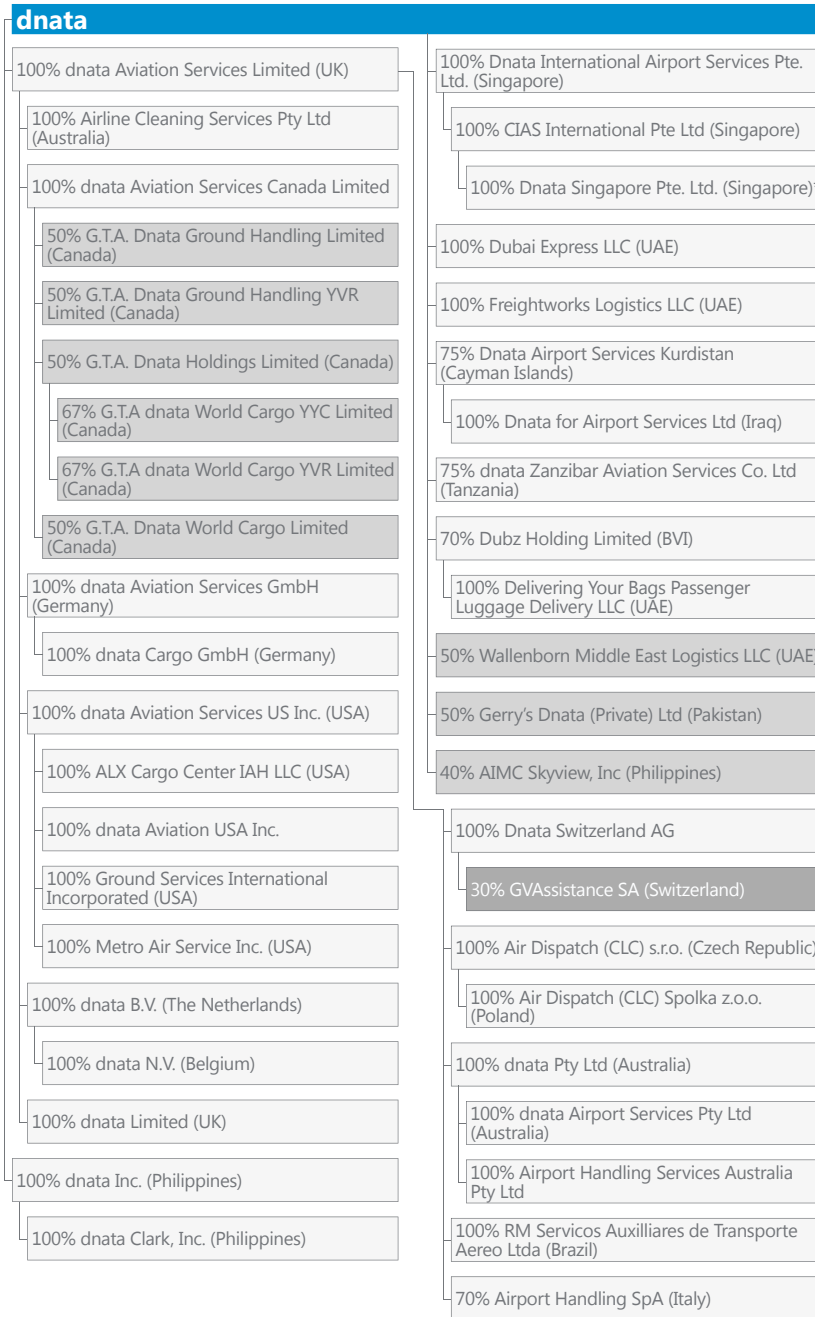 dnata
100% dnata Aviation Services Limited (UK)
100% Airline Cleaning Services Pty Ltd
(Australia)
100% dnata Aviation Services Canada Limited
50% G.T.A. Dnata Ground Handling Limited
(Canada)
50% G.T.A. Dnata Ground Handling YVR
Limited (Canada)
50% G.T.A. Dnata Holdings Limited (Canada)
67% G.T.A dnata World Cargo YYC Limited
(Canada)
67% G.T.A dnata World Cargo YVR Limited
(Canada)
50% G.T.A. Dnata World Cargo Limited
(Canada)
100% dnata Aviation Services GmbH
(Germany)
100% dnata Cargo GmbH (Germany)
100% dnata Aviation Services US Inc. (USA)
100% ALX Cargo Center IAH LLC (USA)
100% dnata Aviation USA Inc.
100% Ground Services International
Incorporated (USA)
100% Metro Air Service Inc. (USA)
100% dnata B.V. (The Netherlands)
100% dnata N.V. (Belgium)
100% dnata Limited (UK)
100% dnata Inc. (Philippines)
100% dnata Clark, Inc. (Philippines)
100% Dnata International Airport Services Pte.
Ltd. (Singapore)
100% CIAS International Pte Ltd (Singapore)
100% Dnata Singapore Pte. Ltd. (Singapore)*
100% Dubai Express LLC (UAE)
100% Freightworks Logistics LLC (UAE)
75% Dnata Airport Services Kurdistan
(Cayman Islands)
100% Dnata for Airport Services Ltd (Iraq)
75% dnata Zanzibar Aviation Services Co. Ltd
(Tanzania)
70% Dubz Holding Limited (BVI)
100% Delivering Your Bags Passenger
Luggage Delivery LLC (UAE)
50% Wallenborn Middle East Logistics LLC (UAE)
50% Gerry's Dnata (Private) Ltd (Pakistan)
40% AIMC Skyview, Inc (Philippines)
100% Dnata Switzerland AG
30% GVAssistance SA (Switzerland)
100% Air Dispatch (CLC) s.r.o. (Czech Republic)
100% Air Dispatch (CLC) Spolka z.o.o.
(Poland)
100% dnata Pty Ltd (Australia)
100% dnata Airport Services Pty Ltd
(Australia)
100% Airport Handling Services Australia
Pty Ltd
100% RM Servicos Auxilliares de Transporte
Aereo Ltda (Brazil)
70% Airport Handling SpA (Italy)